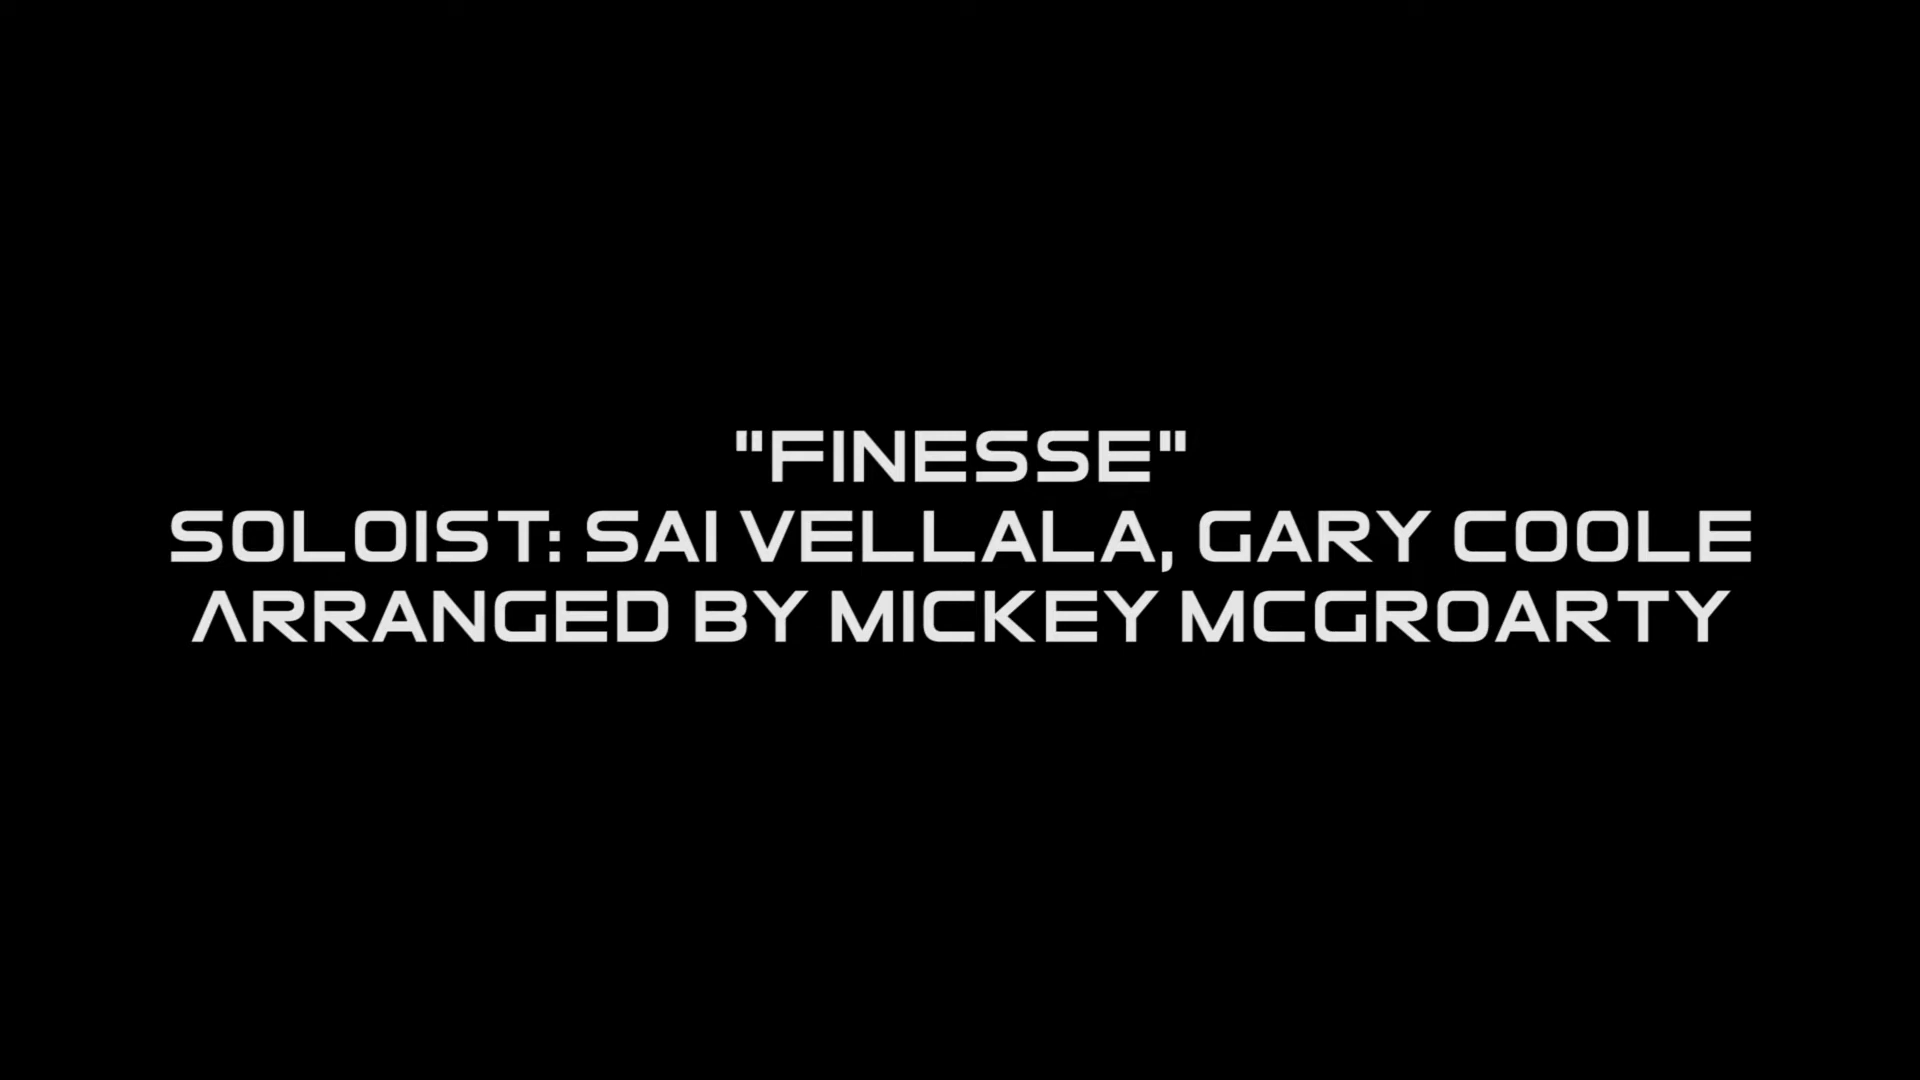 "FINESSE"
SOLOIST: SAI VELLALA, GARY COOLE
ARRANGED BY MICKEY MCGROARTY